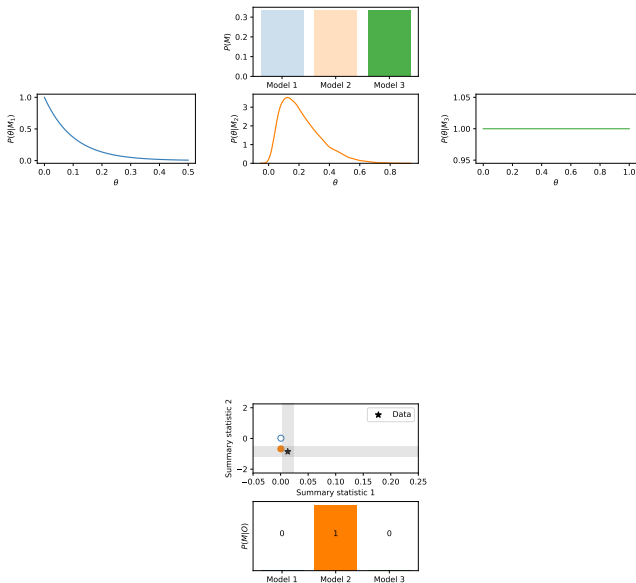 P(M)
0.3
0.2
0.1
0.0
Model 1 Model 2 Model 3
P(θ|M₁)
1.0
0.5
0.0
0.0 0.1 0.2 0.3 0.4 0.5
θ
P(θ|M₂)
3
2
1
0
0.0 0.2 0.4 0.6 0.8
θ
P(θ|M₃)
1.05
1.00
0.95
0.0 0.2 0.4 0.6 0.8 1.0
θ
Summary statistic 2
2
0
−2
Data
−0.05 0.00 0.05 0.10 0.15 0.20 0.25
Summary statistic 1
P(M|O)
0 1 0
Model 1 Model 2 Model 3